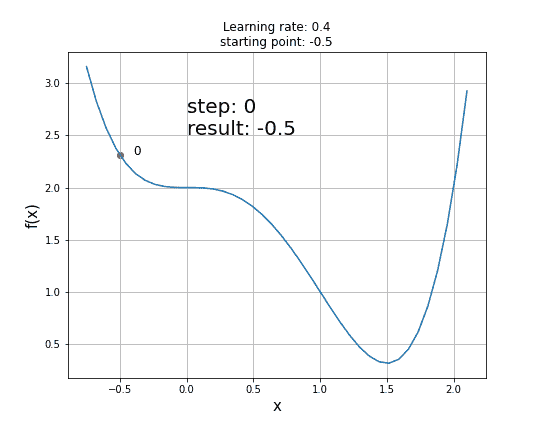 Learning rate: 0.4
starting point: -0.5
step: 0
result: -0.5
0
f(x)
3.0
2.5
2.0
1.5
1.0
0.5
−0.5 0.0 0.5 1.0 1.5 2.0
x